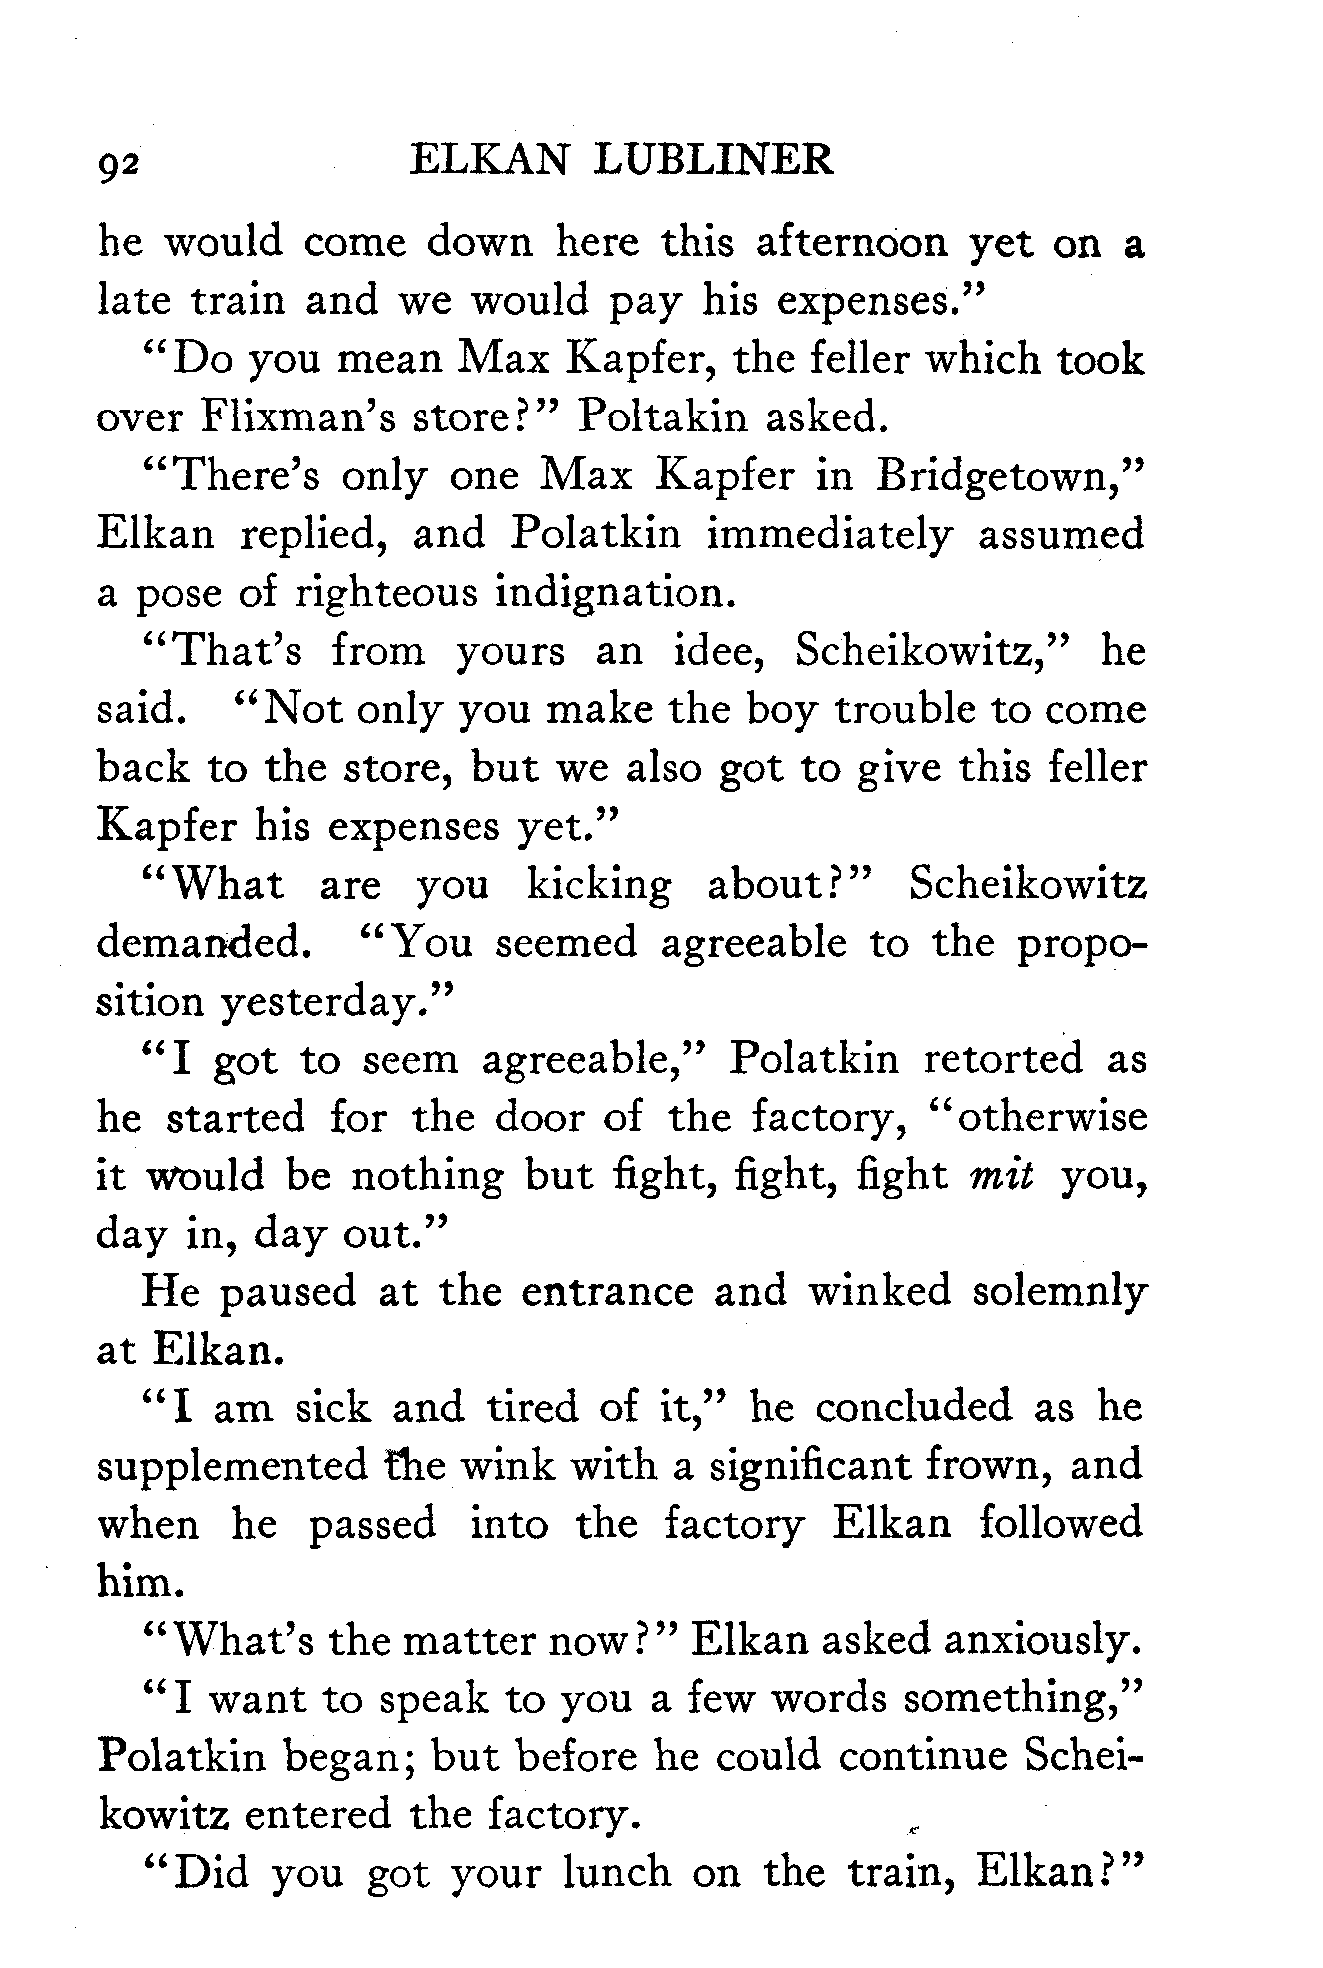 92 ELKAN LUBLINER
he would come down here this afternoon yet on a
late train and we would pay his expenses."
"Do you mean Max Kapfer, the feller which took
over Flixman's store?" Poltakin asked.
"There's only one Max Kapfer in Bridgetown,"
Elkan replied, and Polatkin immediately assumed
a pose of righteous indignation.
"That's from yours an idee, Scheikowitz," he
said. "Not only you make the boy trouble to come
back to the store, but we also got to give this feller
Kapfer his expenses yet."
"What are you kicking about?" Scheikowitz
demanded. "You seemed agreeable to the propo-
sition yesterday."
"I got to seem agreeable," Polatkin retorted as
he started for the door of the factory, "otherwise
it would be nothing but fight, fight, fight mit you,
day in, day out."
He paused at the entrance and winked solemnly
at Elkan.
"I am sick and tired of it," he concluded as he
supplemented the wink with a significant frown, and
when he passed into the factory Elkan followed
him.
"What's the matter now?" Elkan asked anxiously.
"I want to speak to you a few words something,"
Polatkin began; but before he could continue Schei-
kowitz entered the factory.
"Did you got your lunch on the train, Elkan?"